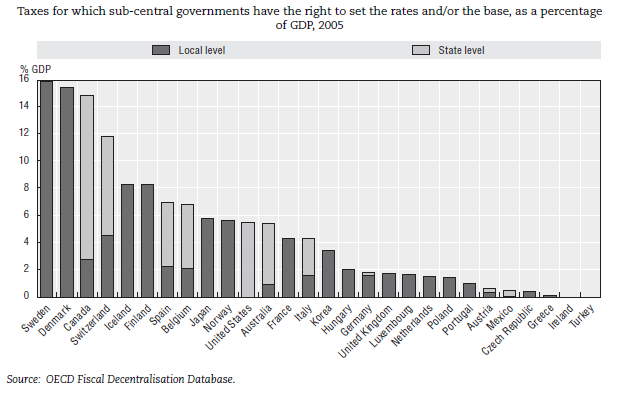 Taxes for which sub-central governments have the right to set the rates and/or the base, as a percentage
of GDP, 2005
Local level
State level
% GDP
16
14
12
10
8
6
4
2
0
Sweden
Denmark
Canada
Switzerland
Iceland
Finland
Spain
Belgium
Japan
Norway
United States
Australia
France
Italy
Korea
Hungary
Germany
United Kingdom
Luxembourg
Netherlands
Poland
Portugal
Austria
Mexico
Czech Republic
Greece
Ireland
Turkey
Source: OECD Fiscal Decentralisation Database.